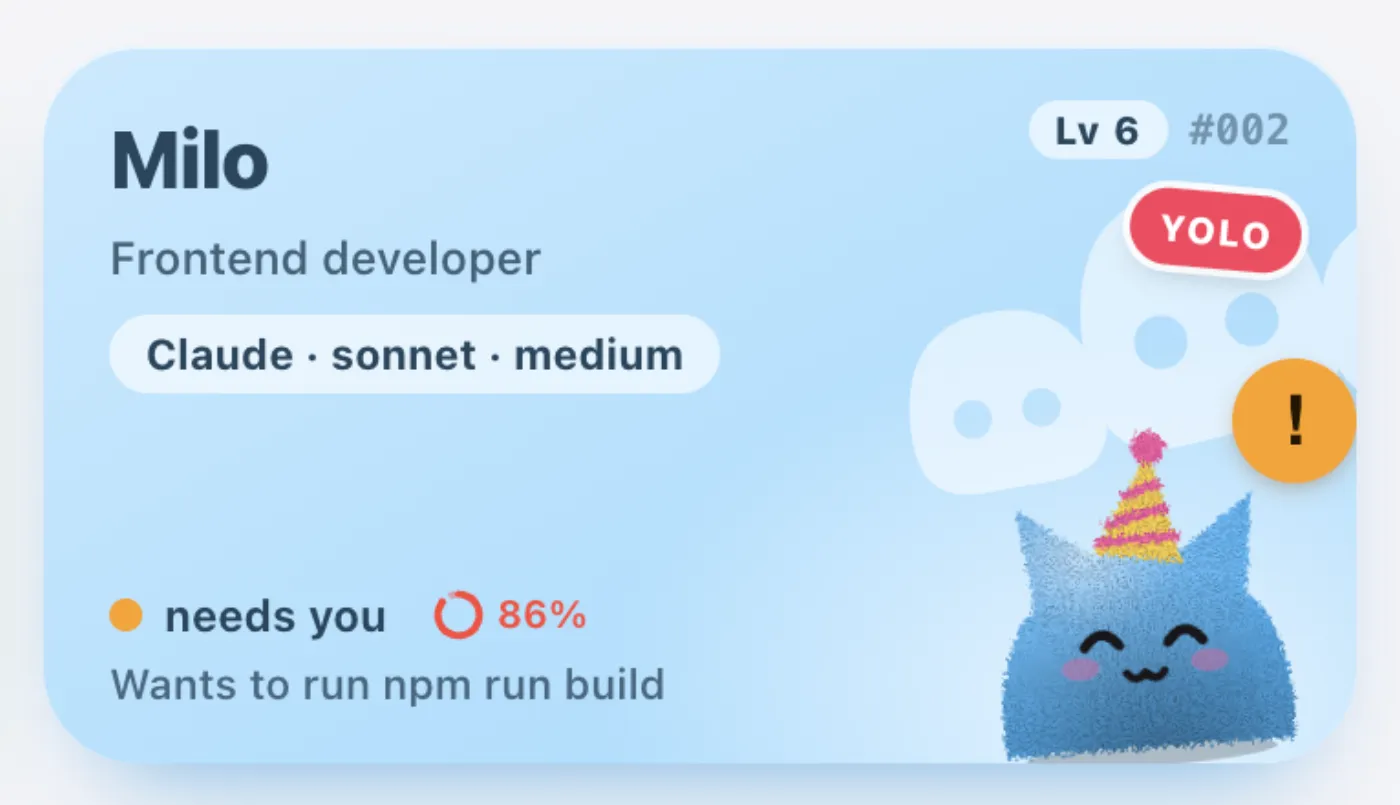 Milo
Lv 6 #002
YOLO
Frontend developer
Claude · sonnet · medium
!
needs you 86%
Wants to run npm run build